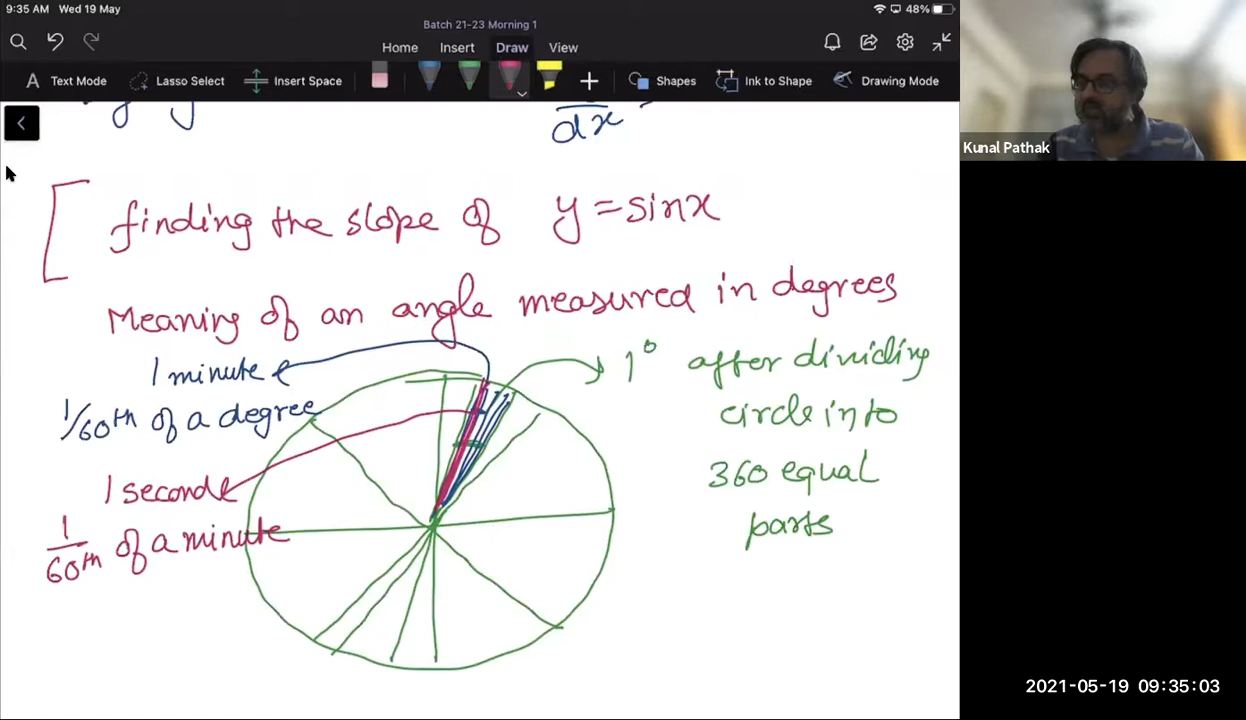 9:35 AM Wed 19 May
48%
Batch 21-23 Morning 1
Home Insert Draw View
A Text Mode Lasso Select Insert Space Shapes Ink to Shape Drawing Mode
dx
finding the slope of y = sinx
Meaning of an angle measured in degrees
1 minute
1/60th of a degree
1 second
1/60th of a minute
1° after dividing
circle into
360 equal
parts
Kunal Pathak
2021-05-19 09:35:03